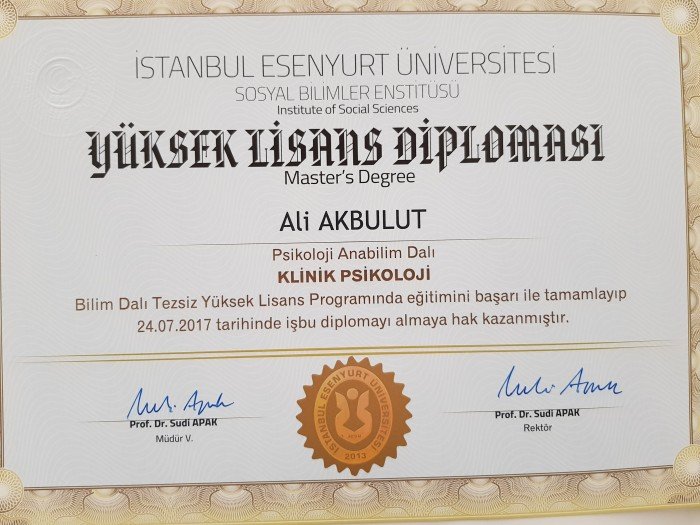 İSTANBUL ESENYURT ÜNİVERSİTESİ
SOSYAL BİLİMLER ENSTİTÜSÜ
Institute of Social Sciences
YÜKSEK LİSANS DİPLOMASI
Master's Degree
Ali AKBULUT
Psikoloji Anabilim Dalı
KLİNİK PSİKOLOJİ
Bilim Dalı Tezsiz Yüksek Lisans Programında eğitimini başarı ile tamamlayıp
24.07.2017 tarihinde işbu diplomayı almaya hak kazanmıştır.
Prof. Dr. Sudi APAK
Müdür V.
İSTANBUL ESENYURT ÜNİVERSİTESİ
2013
Prof. Dr. Sudi APAK
Rektör